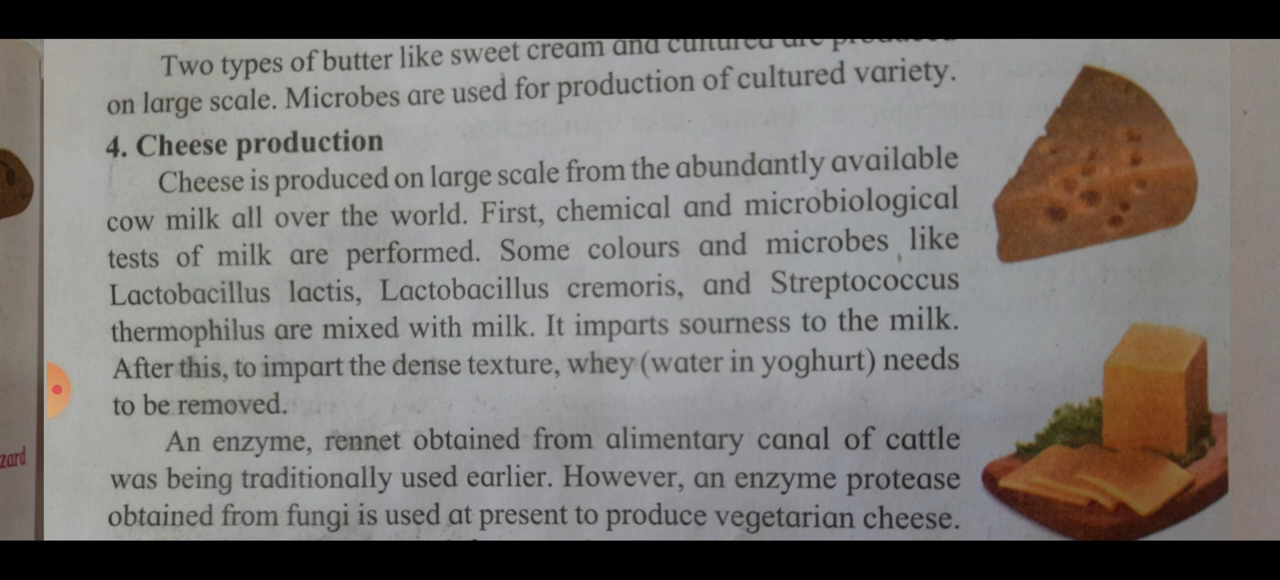 Two types of butter like sweet cream and cultured are produced
on large scale. Microbes are used for production of cultured variety.
4. Cheese production
Cheese is produced on large scale from the abundantly available
cow milk all over the world. First, chemical and microbiological
tests of milk are performed. Some colours and microbes like
Lactobacillus lactis, Lactobacillus cremoris, and Streptococcus
thermophilus are mixed with milk. It imparts sourness to the milk.
After this, to impart the dense texture, whey (water in yoghurt) needs
to be removed.
An enzyme, rennet obtained from alimentary canal of cattle
was being traditionally used earlier. However, an enzyme protease
obtained from fungi is used at present to produce vegetarian cheese.
zard